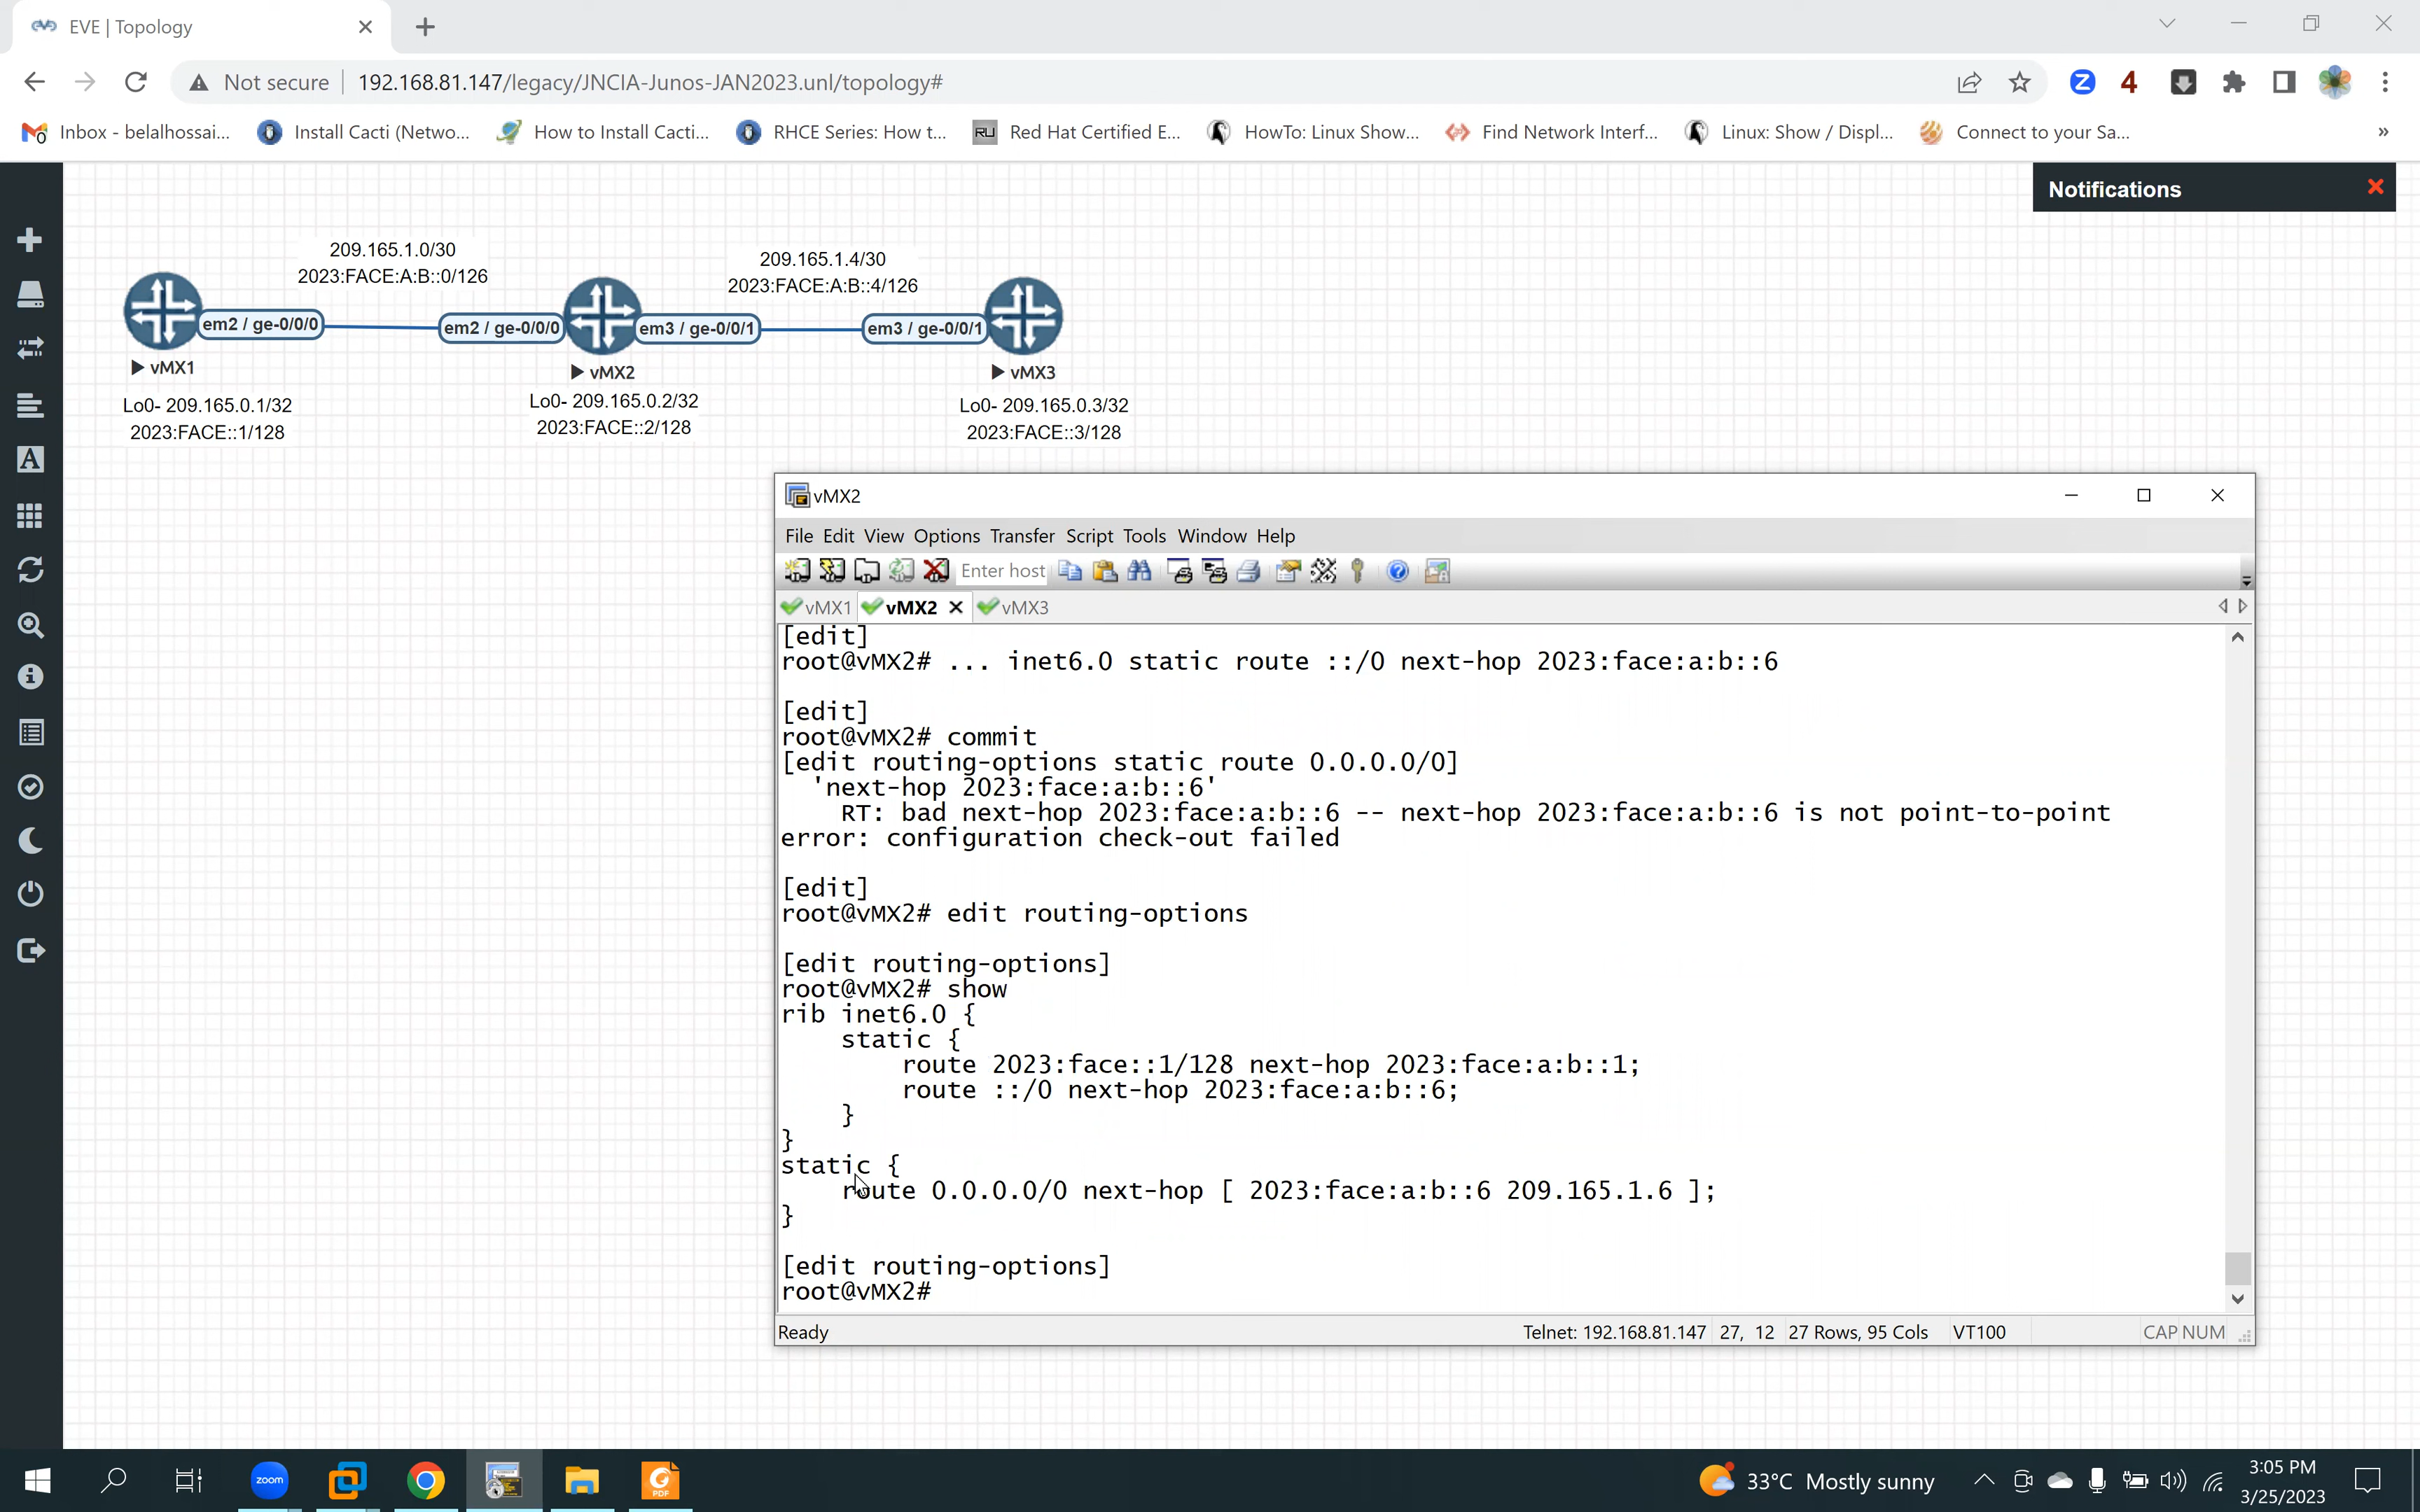 EVE | Topology
Not secure
192.168.81.147/legacy/JNCIA-Junos-JAN2023.unl/topology#
4
Inbox - belalhossai...
Install Cacti (Netwo...
How to Install Cacti...
RHCE Series: How t...
RU
Red Hat Certified E...
HowTo: Linux Show...
Find Network Interf...
Linux: Show / Displ...
Connect to your Sa...
»
Notifications
209.165.1.0/30
2023:FACE:A:B::0/126
209.165.1.4/30
2023:FACE:A:B::4/126
em2 / ge-0/0/0
em2 / ge-0/0/0
em3 / ge-0/0/1
em3 / ge-0/0/1
vMX1
vMX2
vMX3
Lo0- 209.165.0.1/32
2023:FACE::1/128
Lo0- 209.165.0.2/32
2023:FACE::2/128
Lo0- 209.165.0.3/32
2023:FACE::3/128
vMX2
File Edit View Options Transfer Script Tools Window Help
Enter host
vMX1
vMX2
vMX3
[edit]
root@vMX2# ... inet6.0 static route ::/0 next-hop 2023:face:a:b::6
[edit]
root@vMX2# commit
[edit routing-options static route 0.0.0.0/0]
'next-hop 2023:face:a:b::6'
RT: bad next-hop 2023:face:a:b::6 -- next-hop 2023:face:a:b::6 is not point-to-point
error: configuration check-out failed
[edit]
root@vMX2# edit routing-options
[edit routing-options]
root@vMX2# show
rib inet6.0 {
static {
route 2023:face::1/128 next-hop 2023:face:a:b::1;
route ::/0 next-hop 2023:face:a:b::6;
}
}
static {
route 0.0.0.0/0 next-hop [ 2023:face:a:b::6 209.165.1.6 ];
}
[edit routing-options]
root@vMX2#
Ready
Telnet: 192.168.81.147
27, 12
27 Rows, 95 Cols
VT100
CAP NUM
zoom
PDF
33°C Mostly sunny
3:05 PM
3/25/2023